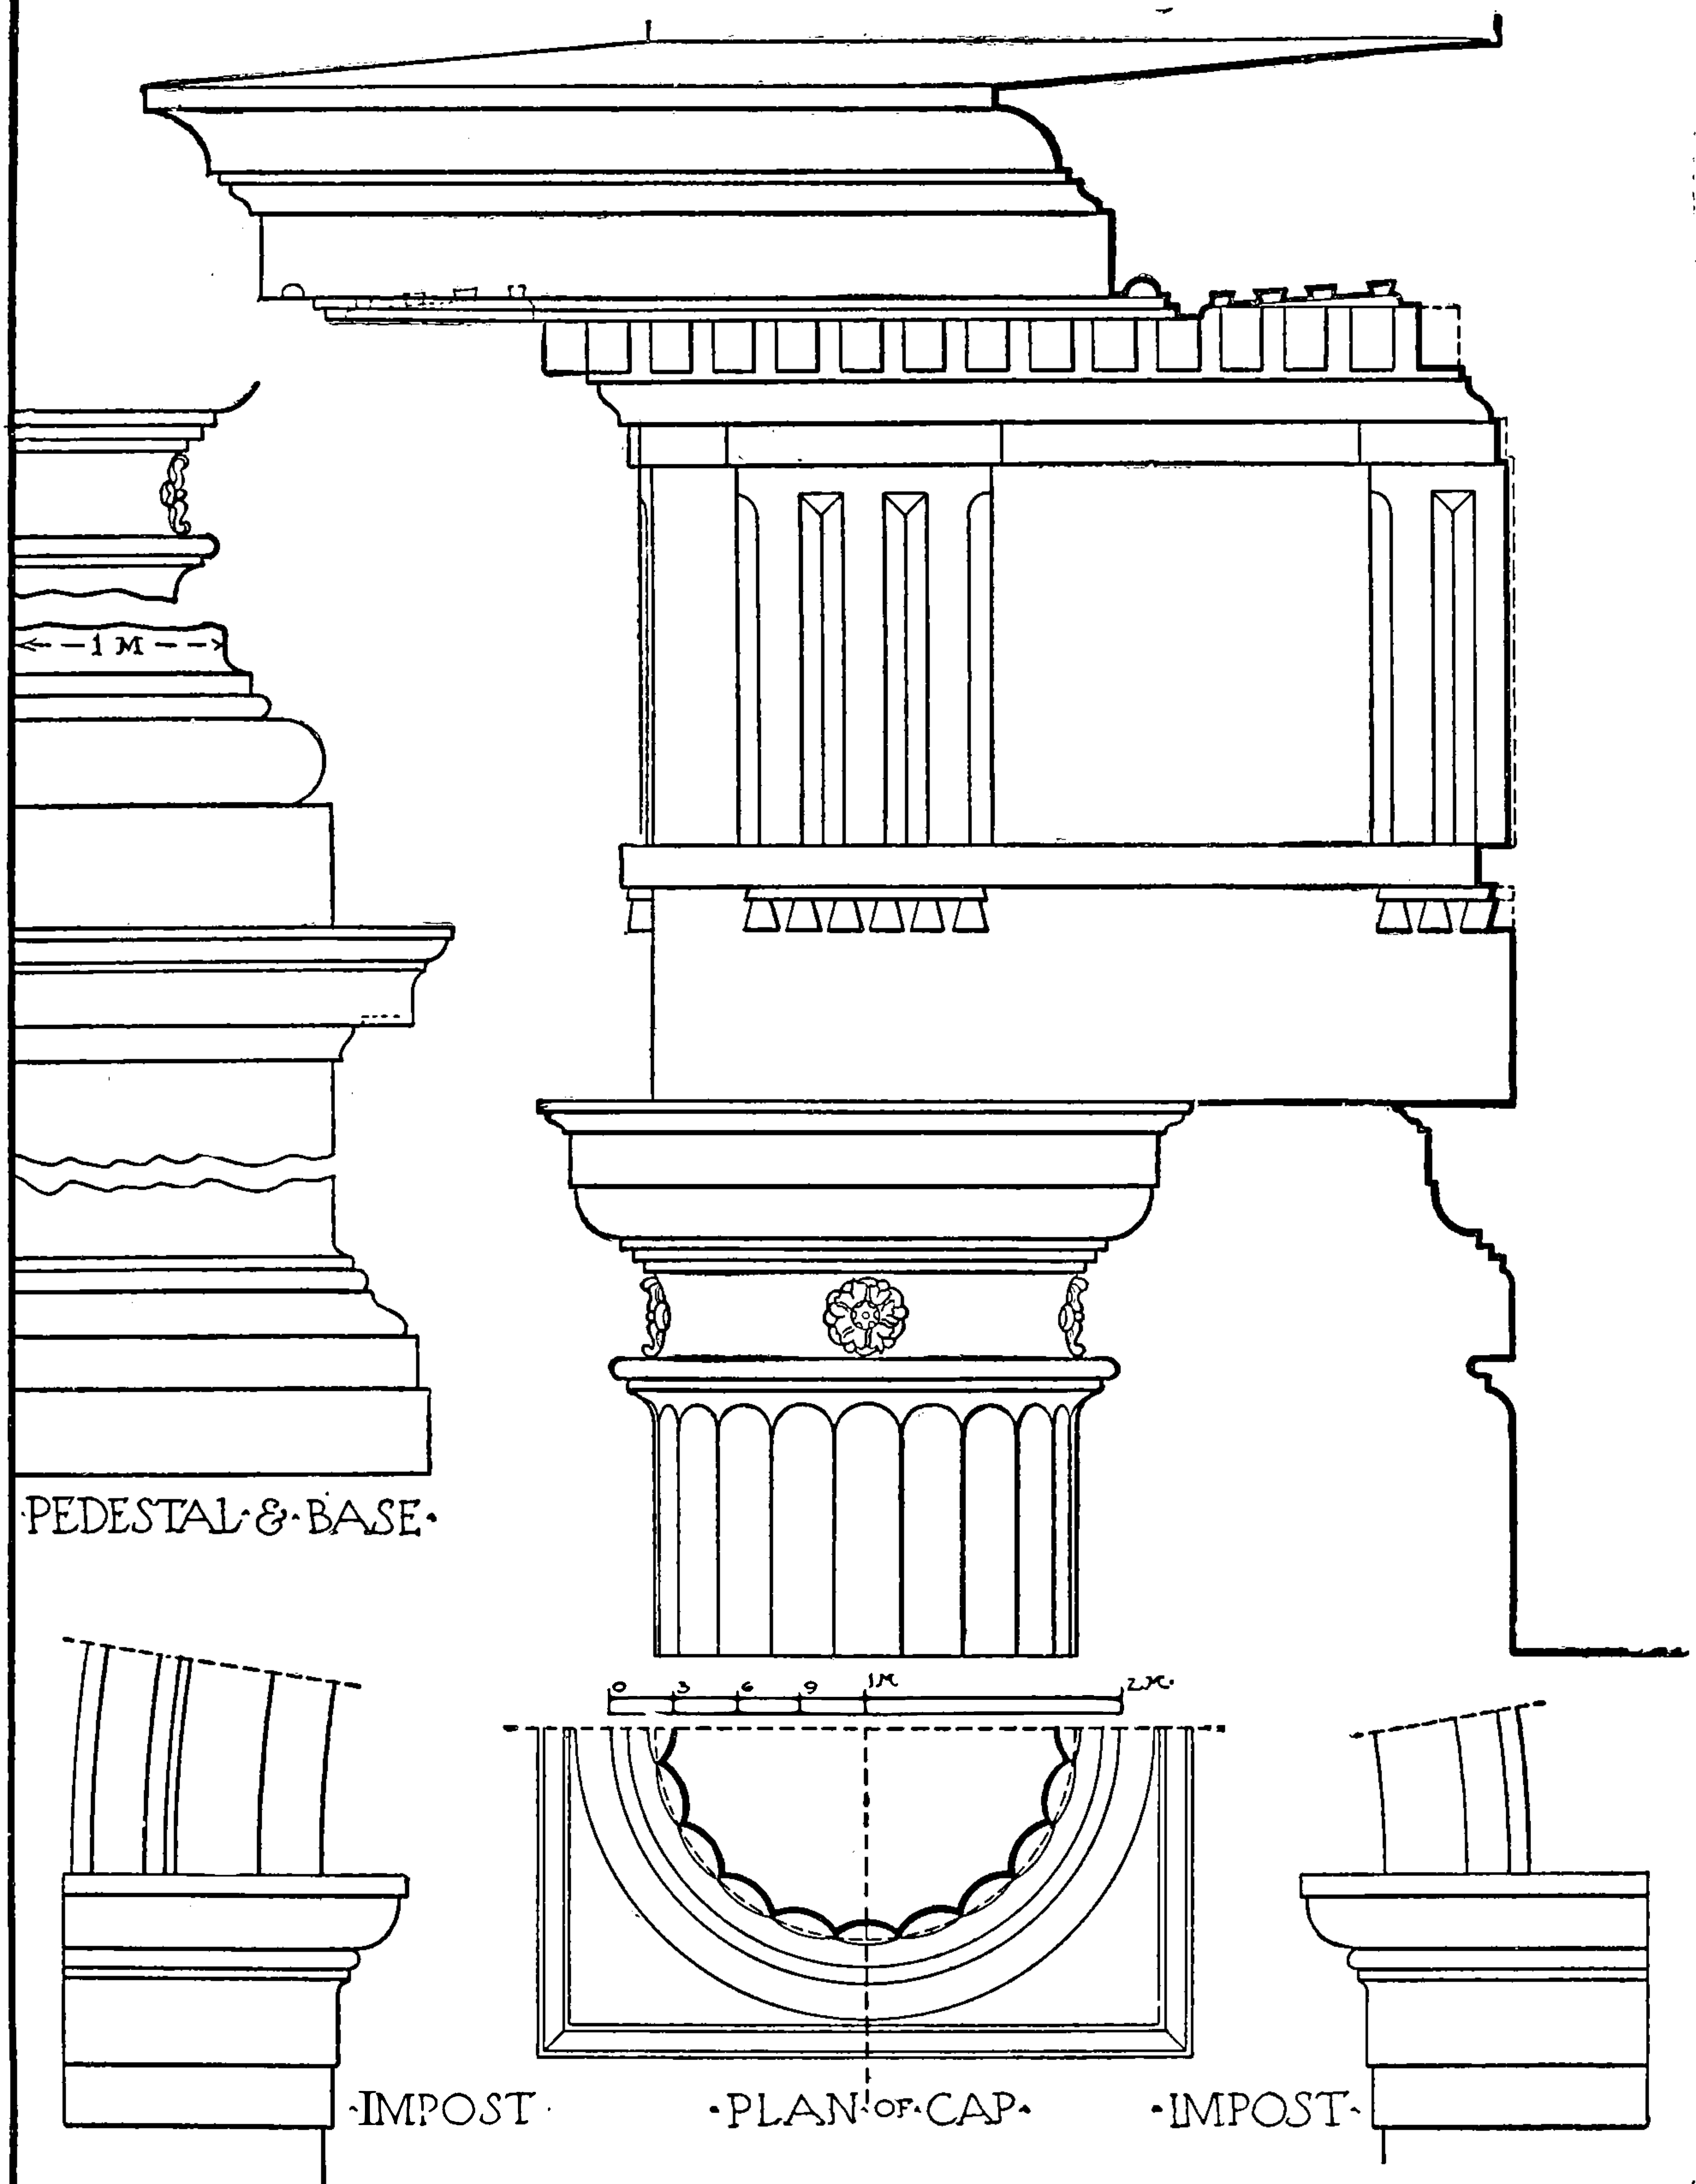 1 M
·PEDESTAL·&·BASE·
0 3 6 9 1M 2M.
·IMPOST·
·PLAN·OF·CAP·
·IMPOST·